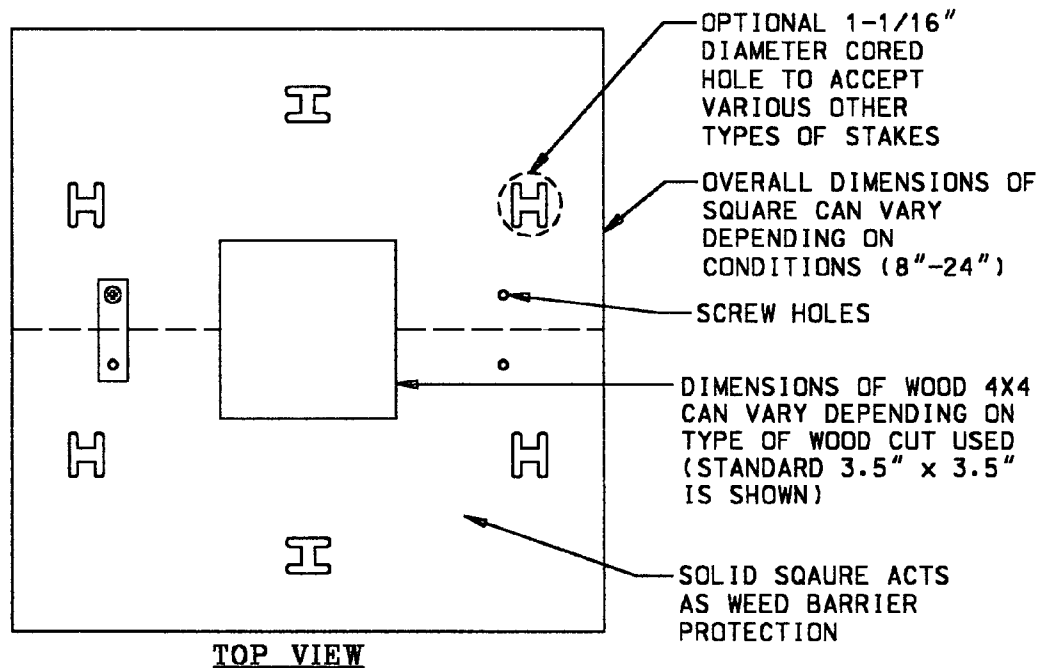 OPTIONAL 1-1/16"
DIAMETER CORED
HOLE TO ACCEPT
VARIOUS OTHER
TYPES OF STAKES
OVERALL DIMENSIONS OF
SQUARE CAN VARY
DEPENDING ON
CONDITIONS (8"-24")
SCREW HOLES
DIMENSIONS OF WOOD 4X4
CAN VARY DEPENDING ON
TYPE OF WOOD CUT USED
(STANDARD 3.5" x 3.5"
IS SHOWN)
SOLID SQAURE ACTS
AS WEED BARRIER
PROTECTION
TOP VIEW